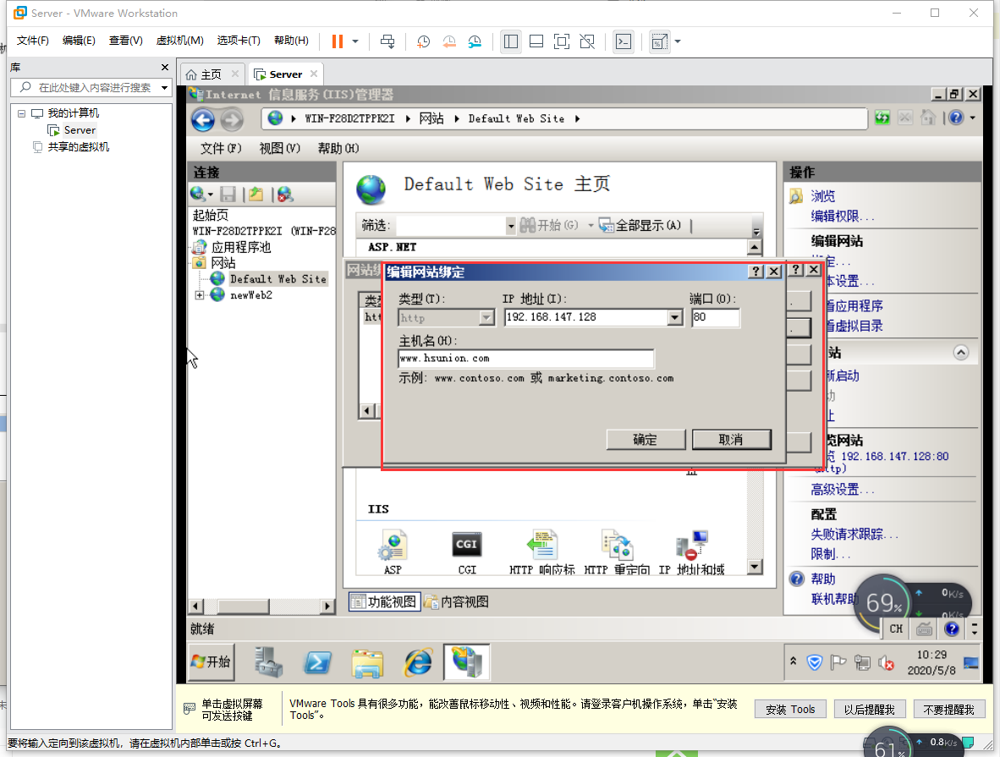 Server - VMware Workstation
文件(F) 编辑(E) 查看(V) 虚拟机(M) 选项卡(T) 帮助(H)
库
在此处键入内容进行搜索
我的计算机
Server
共享的虚拟机
主页 Server
Internet 信息服务(IIS)管理器
WIN-F28D2TPPK2I 网站 Default Web Site
文件(F) 视图(V) 帮助(H)
连接
起始页
WIN-F28D2TPPK2I (WIN-F28
应用程序池
网站
Default Web Site
newWeb2
Default Web Site 主页
筛选: 开始(G) 全部显示(A)
ASP.NET
网站绑
编辑网站绑定
类型(T): IP 地址(I): 端口(O):
http 192.168.147.128 80
主机名(H):
www.hsunion.com
示例: www.contoso.com 或 marketing.contoso.com
确定 取消
IIS
ASP CGI HTTP 响应标 HTTP 重定向 IP 地址和域
CGI
功能视图 内容视图
操作
浏览
编辑权限...
编辑网站
定...
本设置...
看应用程序
看虚拟目录
站
新启动
动
止
览网站
览 192.168.147.128:80
(http)
高级设置...
配置
失败请求跟踪...
限制...
帮助
联机帮助
69%
0K/s
0K/s
就绪
CH
开始
10:29
2020/5/8
单击虚拟屏幕
可发送按键
VMware Tools 具有很多功能，能改善鼠标移动性、视频和性能。请登录客户机操作系统，单击“安装
Tools”。
安装 Tools 以后提醒我 不要提醒我
要将输入定向到该虚拟机，请在虚拟机内部单击或按 Ctrl+G。
61%
0.8K/s